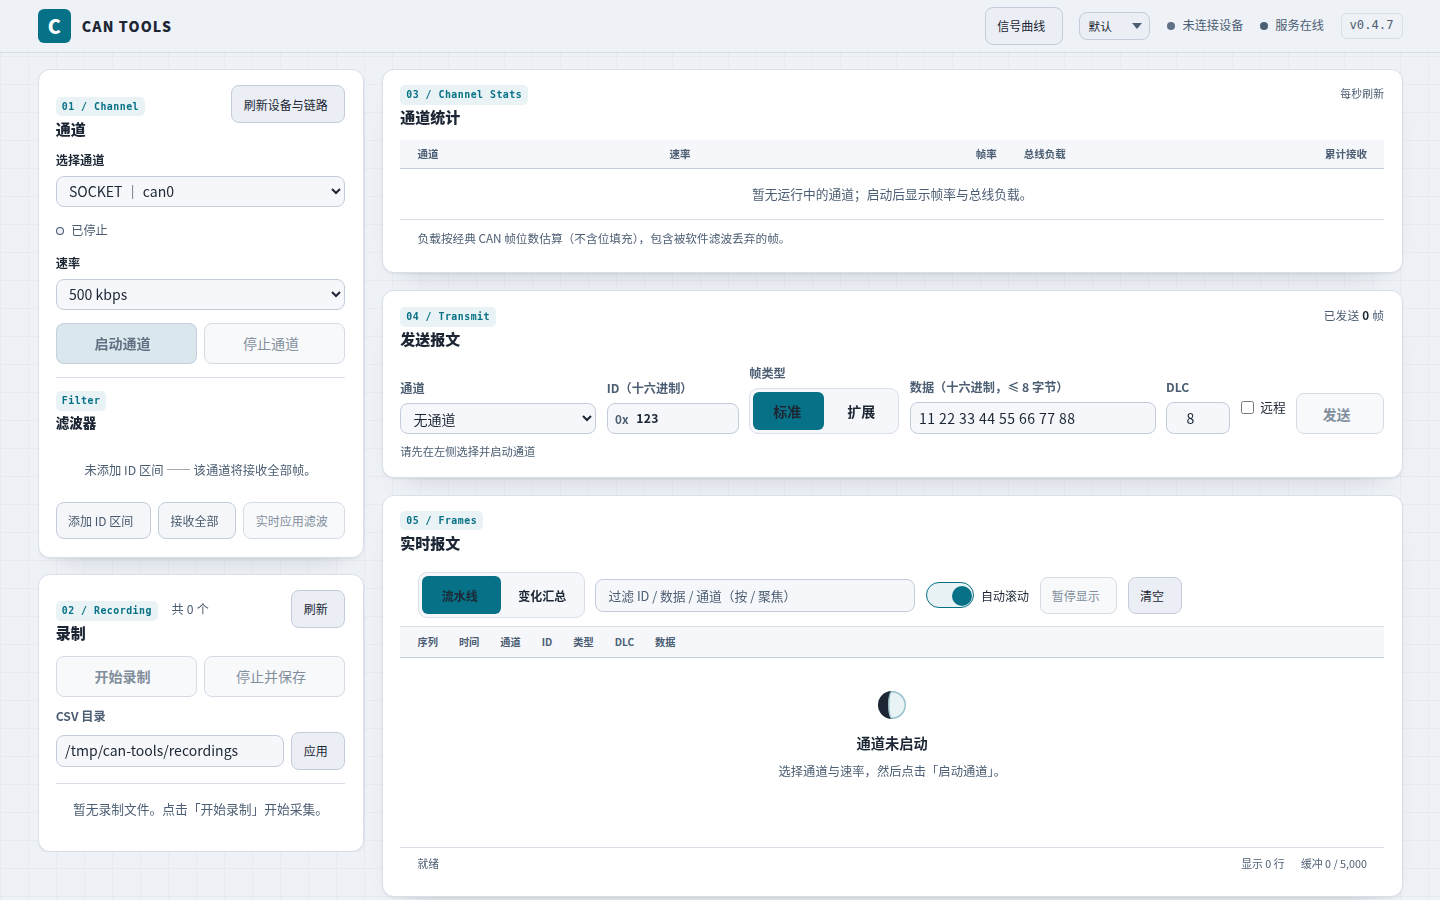 C CAN TOOLS
信号曲线 默认 未连接设备 服务在线 v0.4.7
01 / Channel
刷新设备与链路
通道
选择通道
SOCKET | can0
已停止
速率
500 kbps
启动通道 停止通道
Filter
滤波器
未添加 ID 区间 —— 该通道将接收全部帧。
添加 ID 区间 接收全部 实时应用滤波
02 / Recording 共 0 个 刷新
录制
开始录制 停止并保存
CSV 目录
/tmp/can-tools/recordings 应用
暂无录制文件。点击「开始录制」开始采集。
03 / Channel Stats 每秒刷新
通道统计
通道 速率 帧率 总线负载 累计接收
暂无运行中的通道；启动后显示帧率与总线负载。
负载按经典 CAN 帧位数估算（不含位填充），包含被软件滤波丢弃的帧。
04 / Transmit 已发送 0 帧
发送报文
通道 ID（十六进制） 帧类型 数据（十六进制，≤ 8 字节） DLC
无通道 0x 123 标准 扩展 11 22 33 44 55 66 77 88 8 远程 发送
请先在左侧选择并启动通道
05 / Frames
实时报文
流水线 变化汇总 过滤 ID / 数据 / 通道（按 / 聚焦） 自动滚动 暂停显示 清空
序列 时间 通道 ID 类型 DLC 数据
通道未启动
选择通道与速率，然后点击「启动通道」。
就绪 显示 0 行 缓冲 0 / 5,000